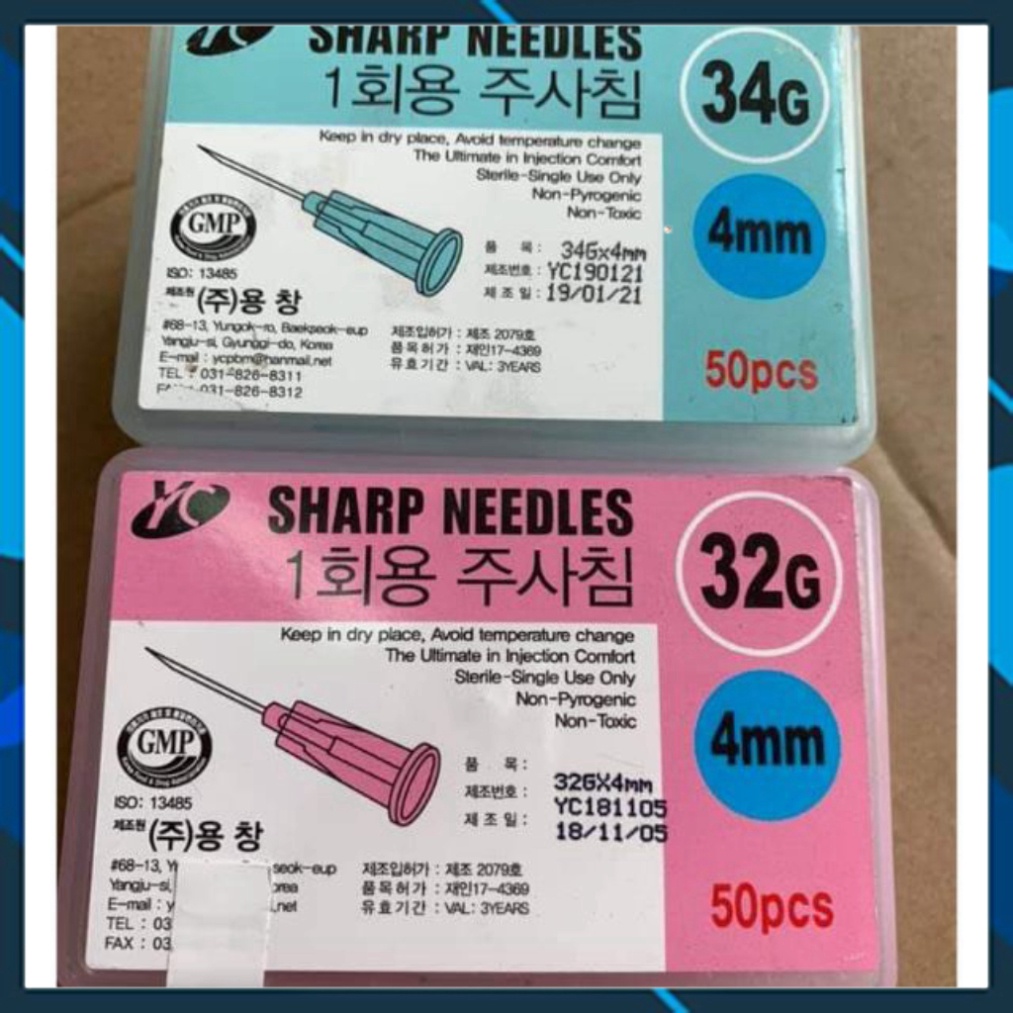 YC
SHARP NEEDLES
1회용 주사침
34G
Keep in dry place, Avoid temperature change
The Ultimate in Injection Comfort
Sterile-Single Use Only
Non-Pyrogenic
Non-Toxic
4mm
GMP
품 목: 34Gx4mm
제조번호: YC190121
제 조 일: 19/01/21
ISO: 13485
제조원 (주)용 창
#68-13, Yungok-ro, Baekseok-eup
Yangju-si, Gyunggi-do, Korea
E-mail : ycpbm@hanmail.net
TEL : 031-826-8311
031-826-8312
제조입허가 : 제조 2079호
품목허가 : 재인17-4369
유효기간 : VAL: 3YEARS
50pcs
YC
SHARP NEEDLES
1회용 주사침
32G
Keep in dry place, Avoid temperature change
The Ultimate in Injection Comfort
Sterile-Single Use Only
Non-Pyrogenic
Non-Toxic
4mm
GMP
품 목: 32GX4mm
제조번호: YC181105
제 조 일: 18/11/05
ISO: 13485
제조원 (주)용 창
#68-13, seok-eup
Yangju-si,
E-mail :
TEL : 03
FAX : 03
제조입허가 : 제조 2079호
품목허가 : 재인17-4369
유효기간 : VAL: 3YEARS
50pcs